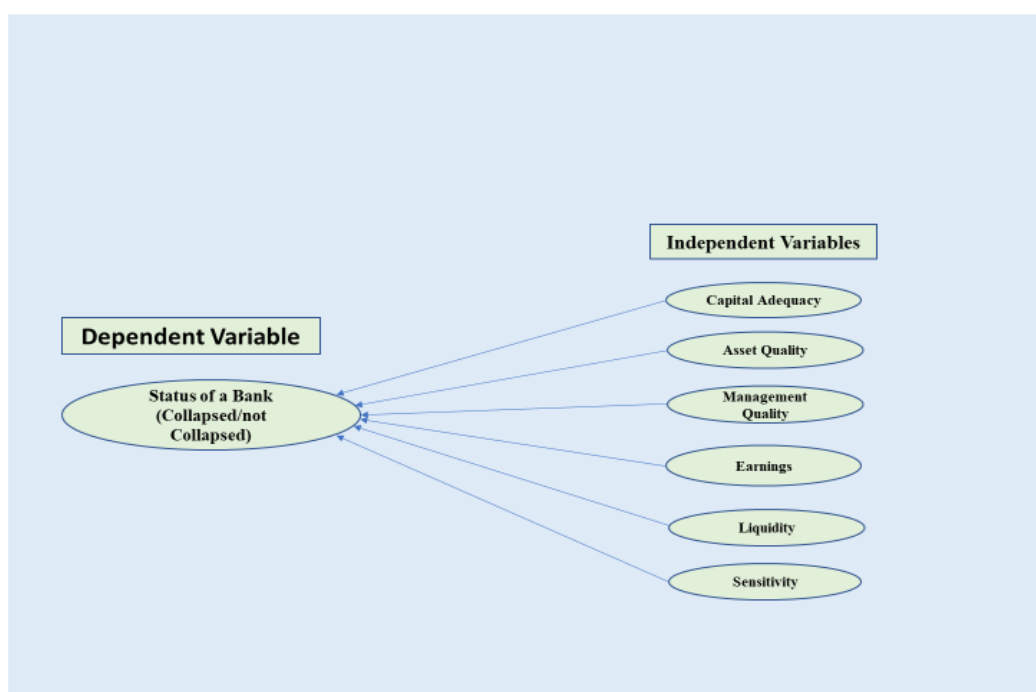 Independent Variables
Capital Adequacy
Dependent Variable
Asset Quality
Status of a Bank
(Collapsed/not
Collapsed)
Management
Quality
Earnings
Liquidity
Sensitivity